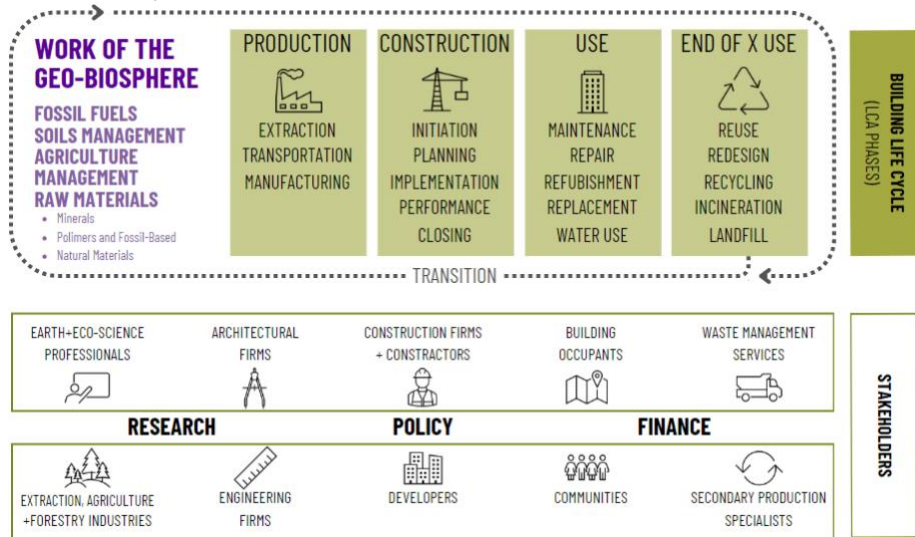 WORK OF THE
GEO-BIOSPHERE
FOSSIL FUELS
SOILS MANAGEMENT
AGRICULTURE
MANAGEMENT
RAW MATERIALS
• Minerals
• Polimers and Fossil-Based
• Natural Materials
PRODUCTION
EXTRACTION
TRANSPORTATION
MANUFACTURING
CONSTRUCTION
INITIATION
PLANNING
IMPLEMENTATION
PERFORMANCE
CLOSING
USE
MAINTENANCE
REPAIR
REFUBISHMENT
REPLACEMENT
WATER USE
END OF X USE
REUSE
REDESIGN
RECYCLING
INCINERATION
LANDFILL
BUILDING LIFE CYCLE
(LCA PHASES)
TRANSITION
EARTH+ECO-SCIENCE
PROFESSIONALS
ARCHITECTURAL
FIRMS
CONSTRUCTION FIRMS
+ CONSTRACTORS
BUILDING
OCCUPANTS
WASTE MANAGEMENT
SERVICES
RESEARCH
POLICY
FINANCE
EXTRACTION, AGRICULTURE
+FORESTRY INDUSTRIES
ENGINEERING
FIRMS
DEVELOPERS
COMMUNITIES
SECONDARY PRODUCTION
SPECIALISTS
STAKEHOLDERS